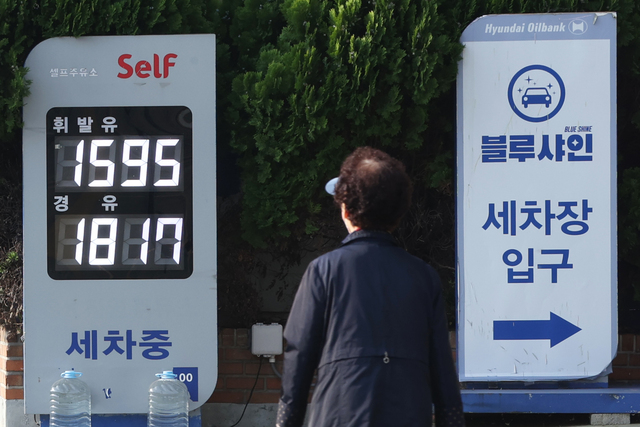 셀프주유소 Self
휘발유
1595
경유
1817
세차중
00
Hyundai Oilbank
BLUE SHINE
블루샤인
세차장
입구